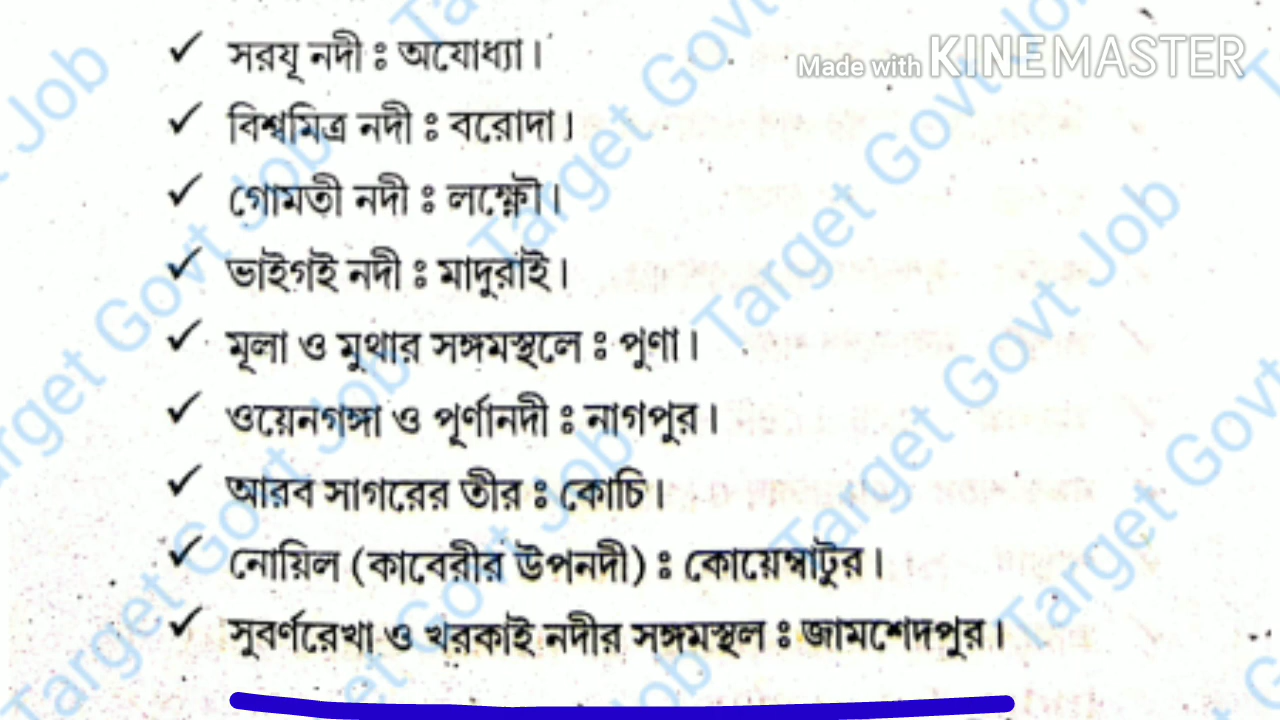 Made with KINEMASTER
✓ সরযূ নদী ঃ অযোধ্যা।
✓ বিশ্বমিত্র নদী ঃ বরোদা।
✓ গোমতী নদী ঃ লক্ষ্ণৌ।
✓ ভাইগই নদী ঃ মাদুরাই।
✓ মূলা ও মুথার সঙ্গমস্থলে ঃ পুণা।
✓ ওয়েনগঙ্গা ও পূর্ণানদী ঃ নাগপুর।
✓ আরব সাগরের তীর ঃ কোচি।
✓ নোয়িল (কাবেরীর উপনদী) ঃ কোয়েম্বাটুর।
✓ সুবর্ণরেখা ও খরকাই নদীর সঙ্গমস্থল ঃ জামশেদপুর।
Target Govt Job